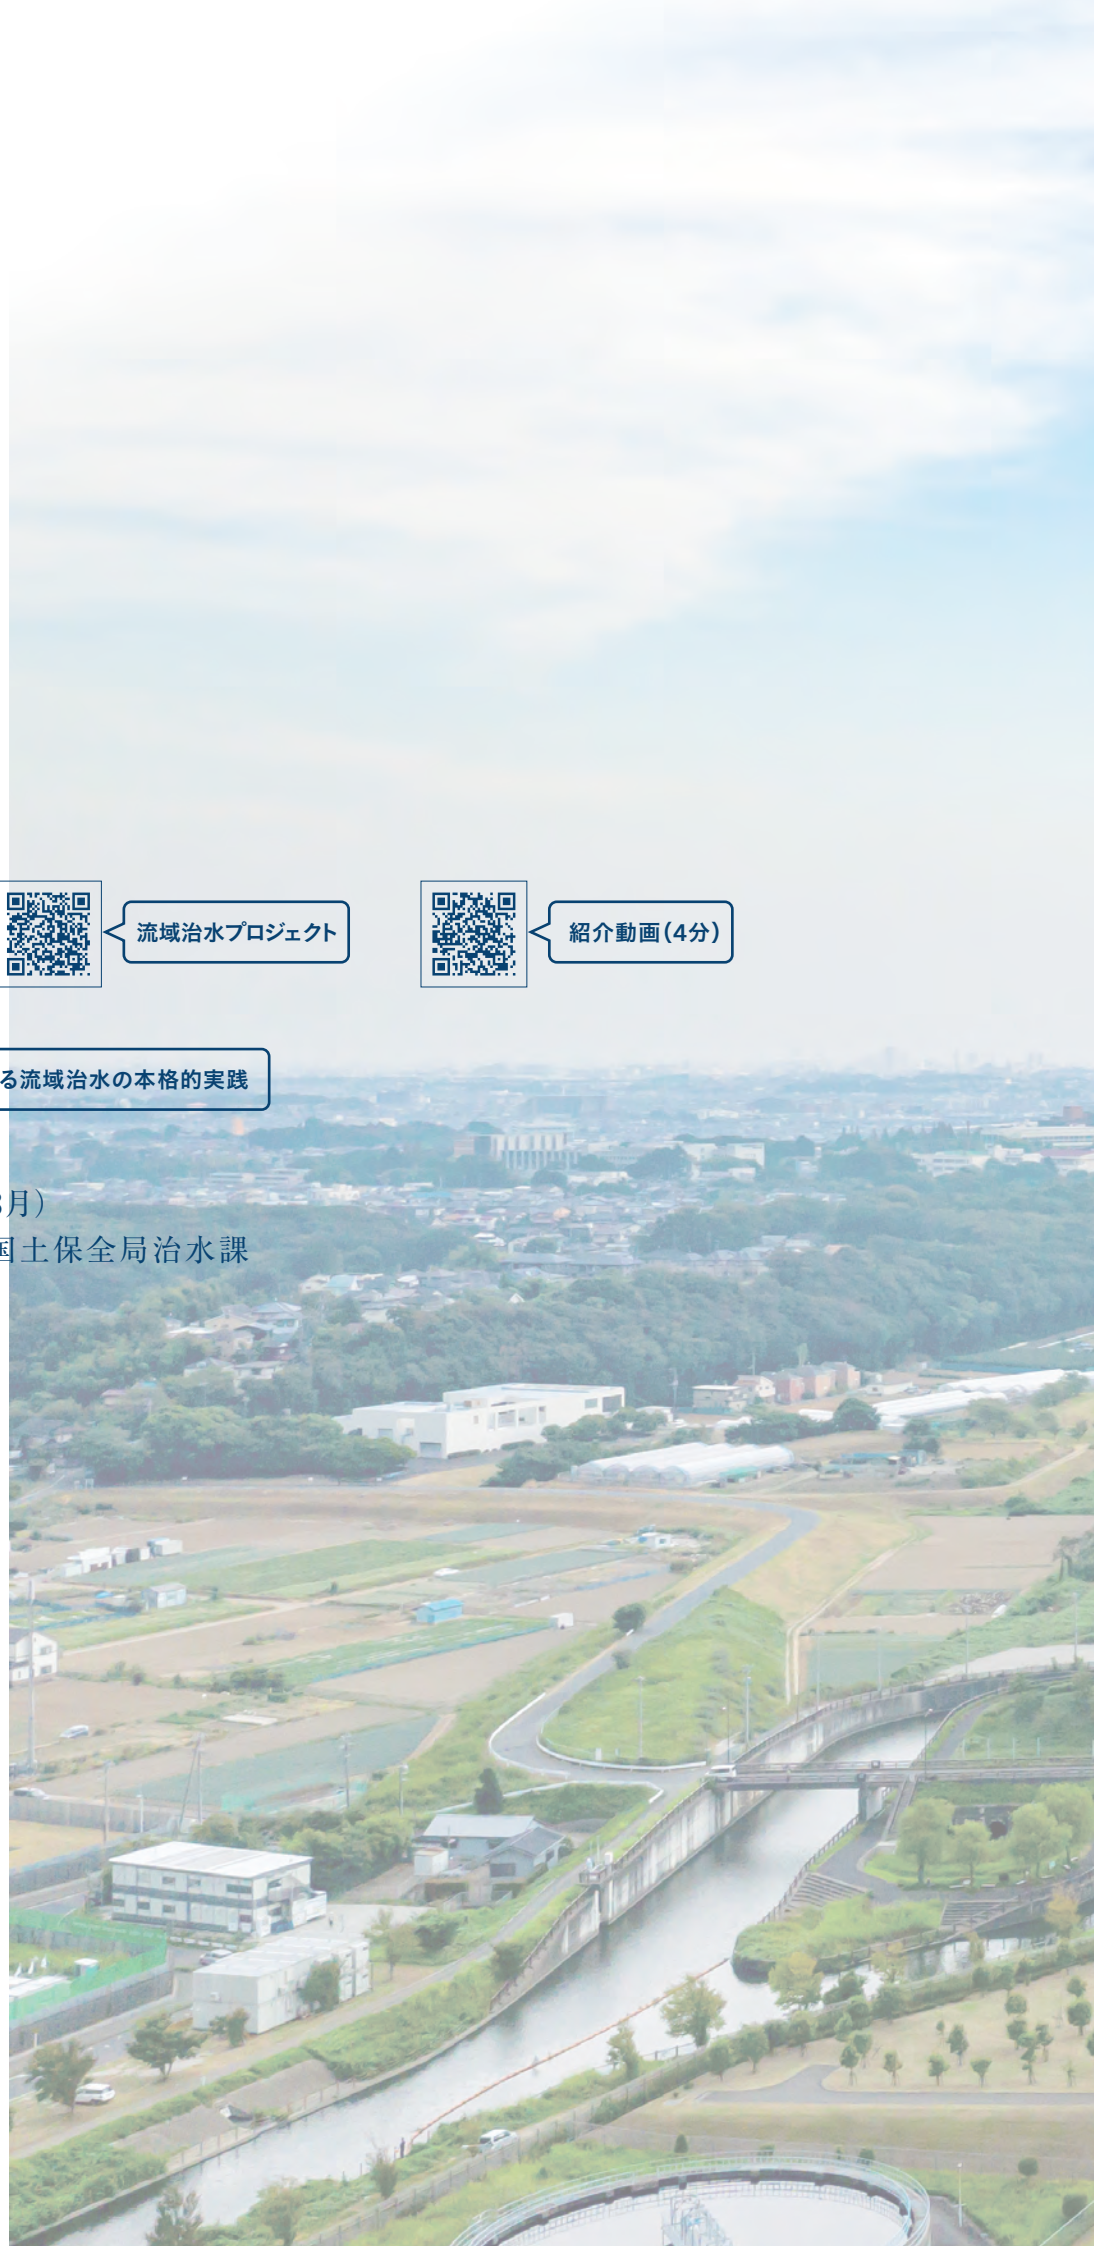 流域治水プロジェクト
紹介動画（4分）
る流域治水の本格的実践
月）
国土保全局治水課